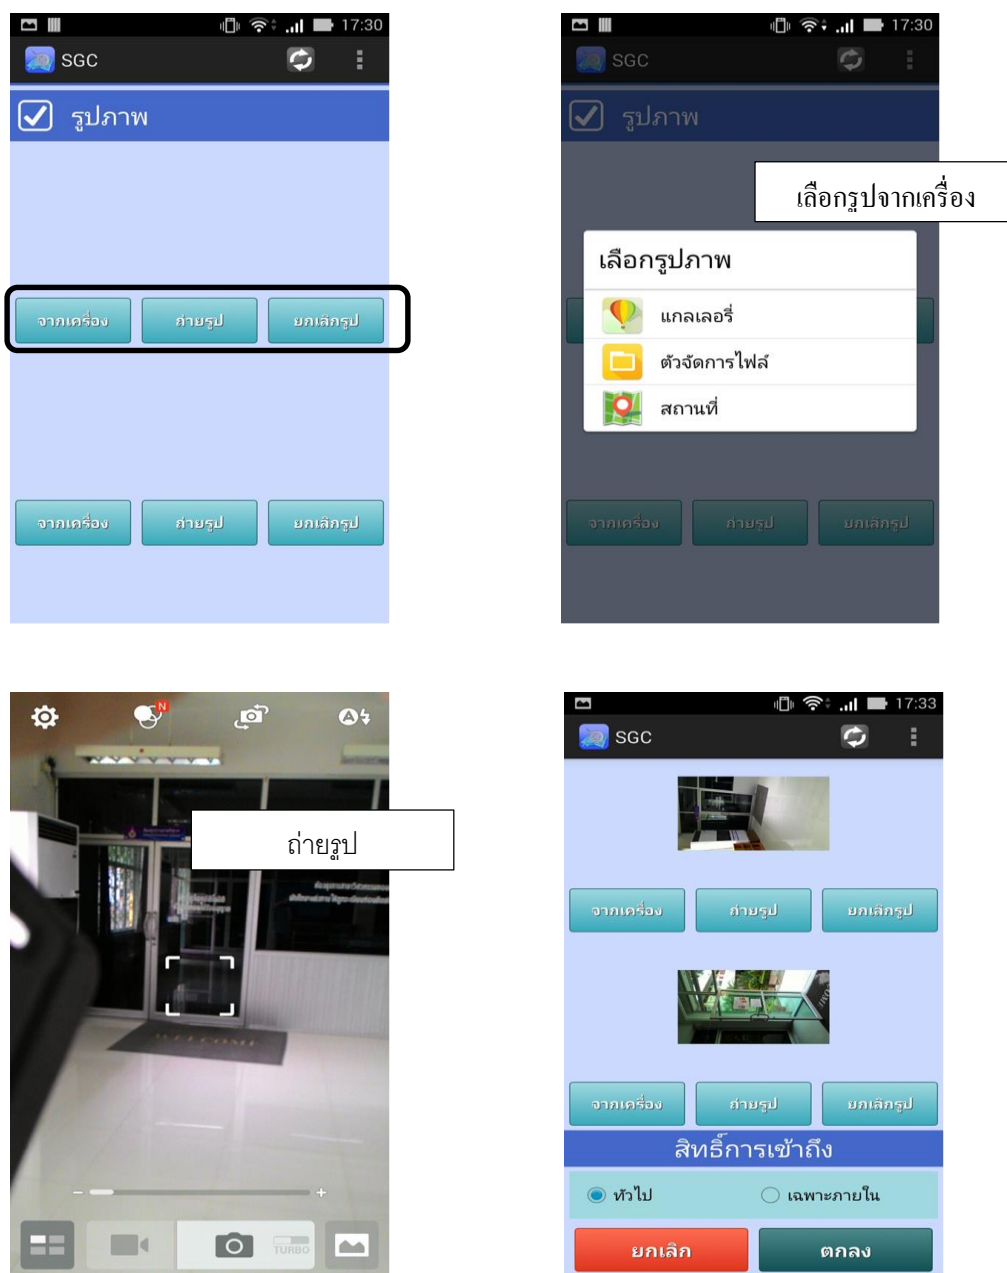 17:30
SGC
รูปภาพ
จากเครื่อง ถ่ายรูป ยกเลิกรูป
จากเครื่อง ถ่ายรูป ยกเลิกรูป
17:30
SGC
รูปภาพ
เลือกรูปจากเครื่อง
เลือกรูปภาพ
แกลเลอรี่
ตัวจัดการไฟล์
สถานที่
จากเครื่อง ถ่ายรูป ยกเลิกรูป
N
A
ถ่ายรูป
WELCOME
- +
TURBO
17:33
SGC
จากเครื่อง ถ่ายรูป ยกเลิกรูป
จากเครื่อง ถ่ายรูป ยกเลิกรูป
สิทธิ์การเข้าถึง
ทั่วไป เฉพาะภายใน
ยกเลิก ตกลง